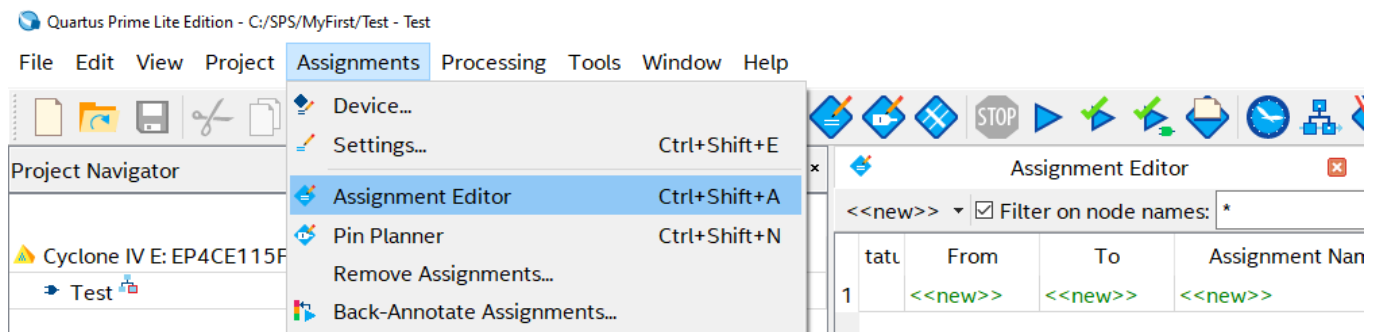 Quartus Prime Lite Edition - C:/SPS/MyFirst/Test - Test
File Edit View Project Assignments Processing Tools Window Help
Device...
STOP
Settings... Ctrl+Shift+E
Project Navigator
Assignment Editor Ctrl+Shift+A
Pin Planner Ctrl+Shift+N
Cyclone IV E: EP4CE115F
Remove Assignments...
Test
Back-Annotate Assignments...
Assignment Editor
<<new>> Filter on node names: *
tatu From To Assignment Nam
1 <<new>> <<new>> <<new>>